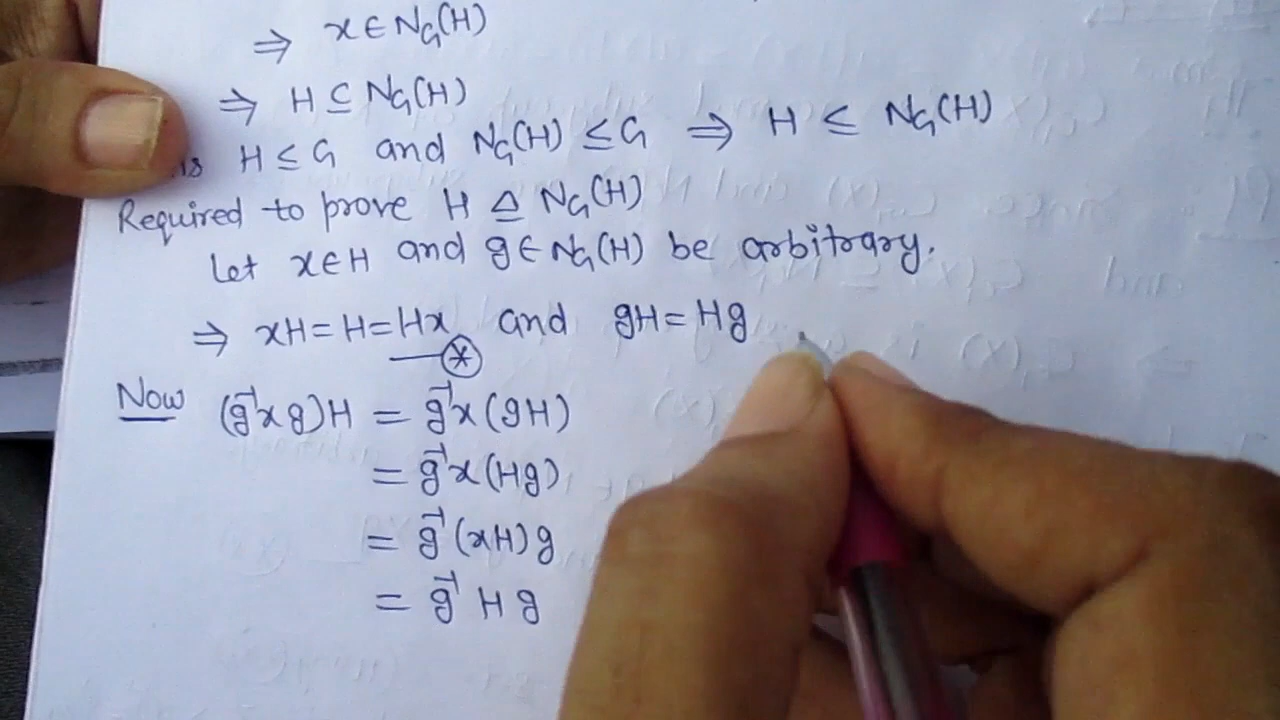 ⇒ x ∈ N_G(H)
⇒ H ⊆ N_G(H)
H ≤ G and N_G(H) ≤ G ⇒ H ≤ N_G(H)
Required to prove H ⊴ N_G(H)
Let x∈H and g∈N_G(H) be arbitrary.
⇒ xH = H = Hx and gH = Hg
—⊛
Now (g⁻¹xg)H = g⁻¹x(gH)
= g⁻¹x(Hg)
= g⁻¹(xH)g
= g⁻¹Hg